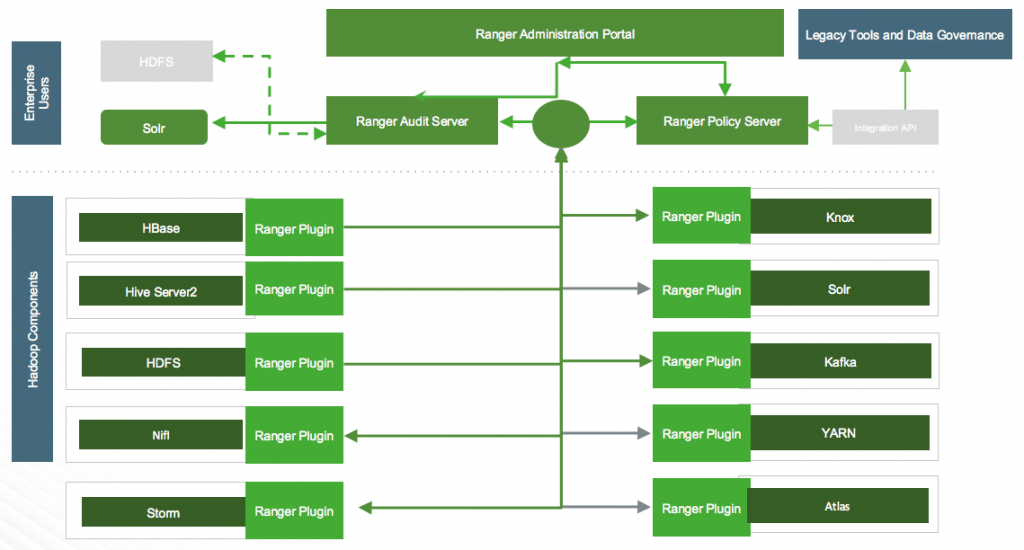 Ranger Administration Portal
Legacy Tools and Data Governance
Enterprise
Users
HDFS
Solr
Ranger Audit Server
Ranger Policy Server
Integration API
Hadoop Components
HBase
Ranger Plugin
Ranger Plugin
Knox
Hive Server2
Ranger Plugin
Ranger Plugin
Solr
HDFS
Ranger Plugin
Ranger Plugin
Kafka
Nifl
Ranger Plugin
Ranger Plugin
YARN
Storm
Ranger Plugin
Ranger Plugin
Atlas